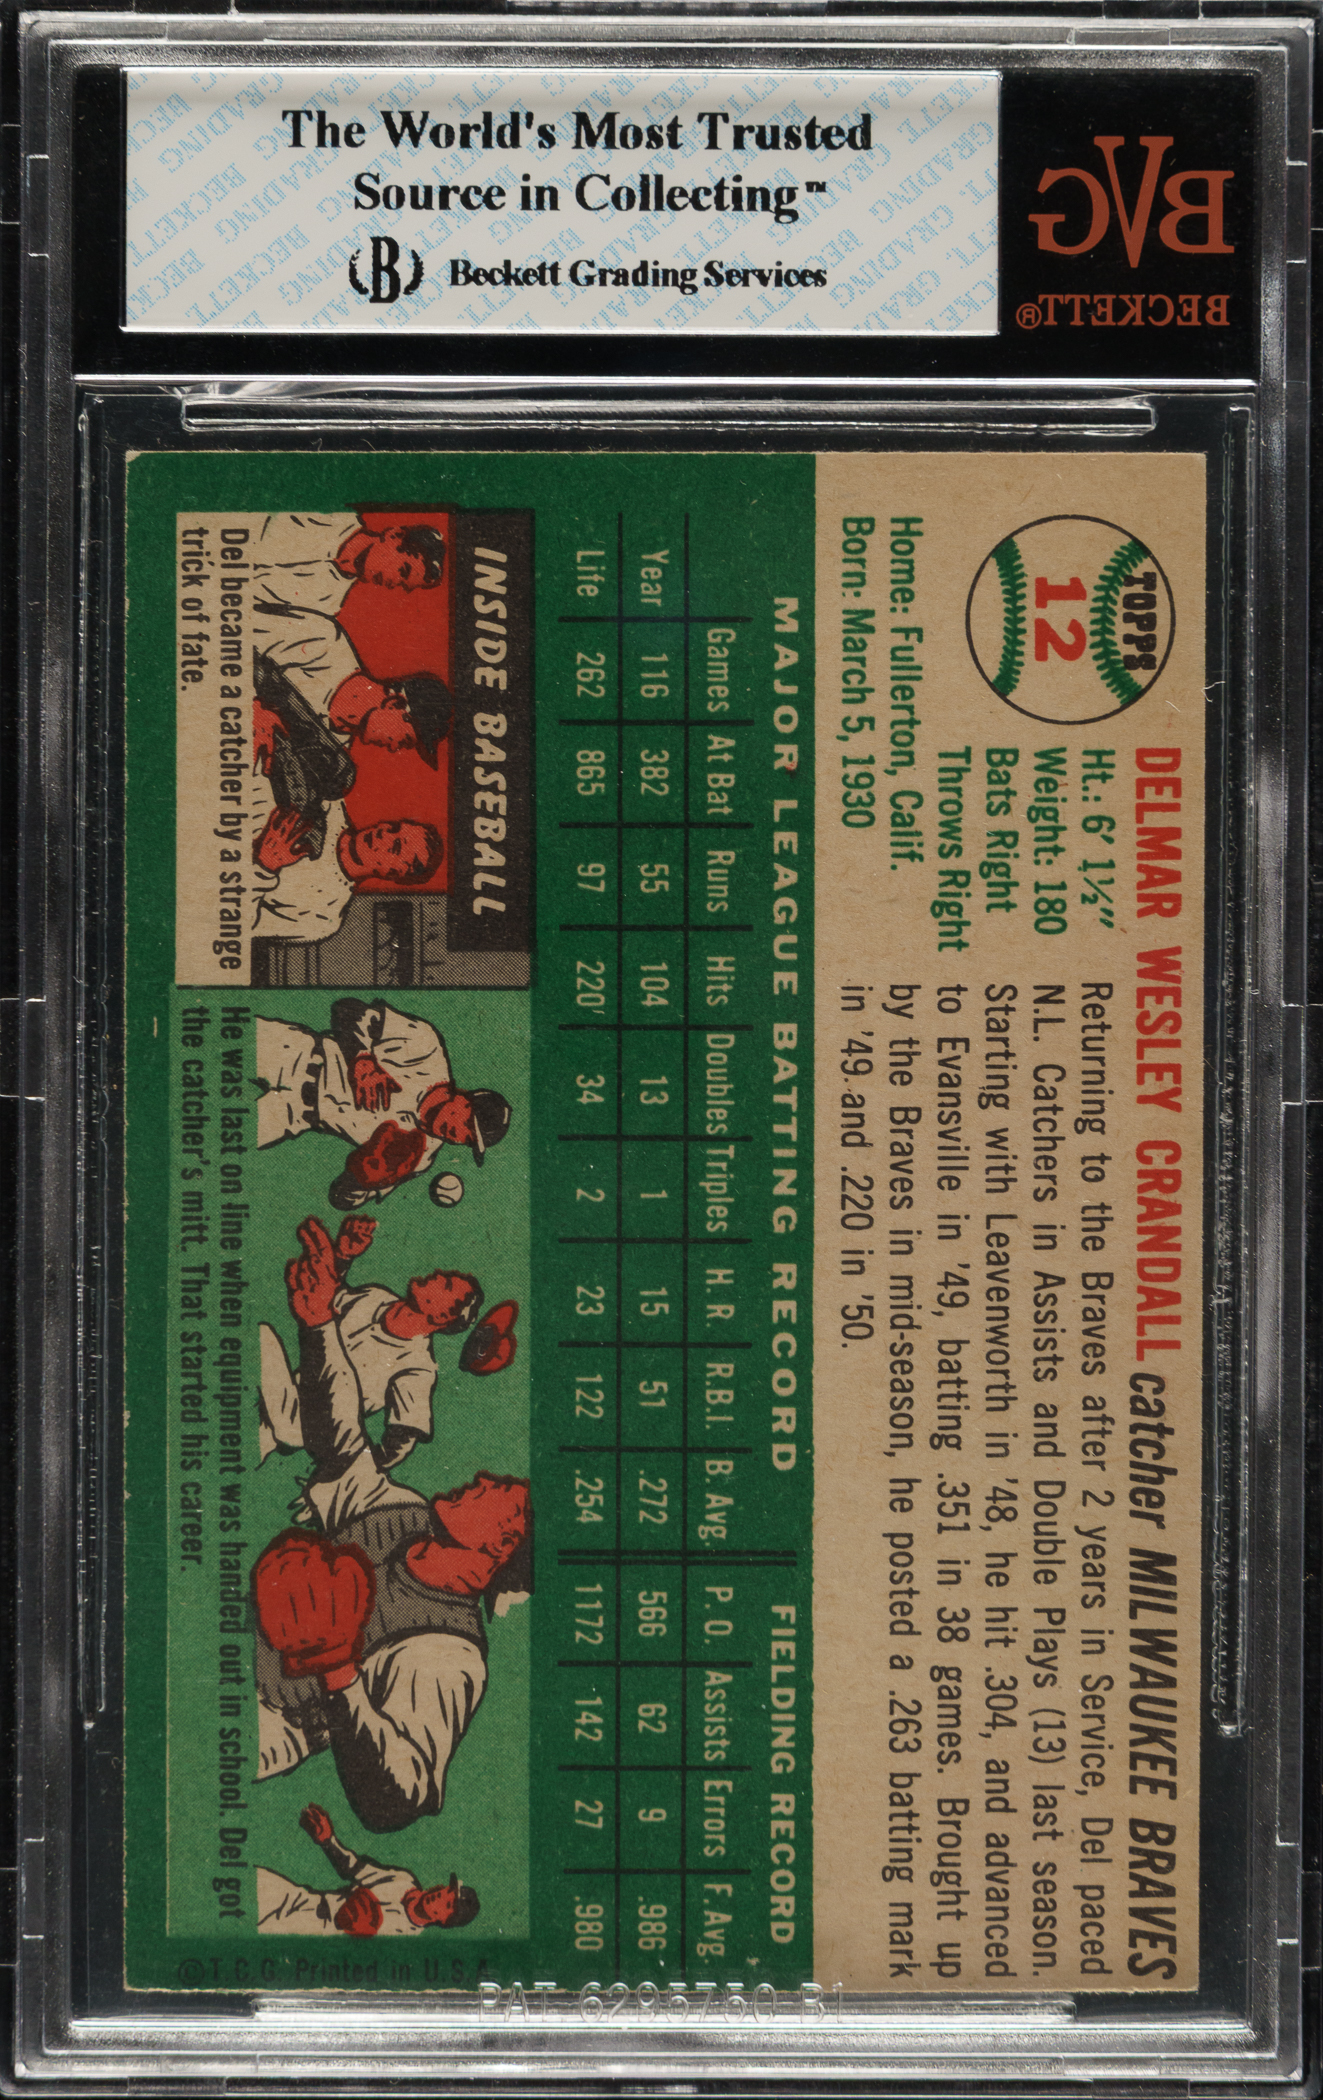 The World's Most Trusted
Source in Collecting™
B Beckett Grading Services
BVG
BECKETT®
TOPPS
12
DELMAR WESLEY CRANDALL catcher MILWAUKEE BRAVES
Ht.: 6' 1½"
Weight: 180
Bats Right
Throws Right
Home: Fullerton, Calif.
Born: March 5, 1930
Returning to the Braves after 2 years in Service, Del paced
N.L. Catchers in Assists and Double Plays (13) last season.
Starting with Leavenworth in '48, he hit .304, and advanced
to Evansville in '49, batting .351 in 38 games. Brought up
by the Braves in mid-season, he posted a .263 batting mark
in '49 and .220 in '50.
MAJOR LEAGUE BATTING RECORD FIELDING RECORD
Games At Bat Runs Hits Doubles Triples H. R. R.B.I. B. Avg. P. O. Assists Errors F. Avg.
Year 116 382 55 104 13 1 15 51 .272 566 62 9 .986
Life 262 865 97 220 34 2 23 122 .254 1172 142 27 .980
INSIDE BASEBALL
Del became a catcher by a strange
trick of fate.
He was last on line when equipment was handed out in school. Del got
the catcher's mitt. That started his career.
© T.C.G. Printed in U.S.A.
PAT. 6295750 B1